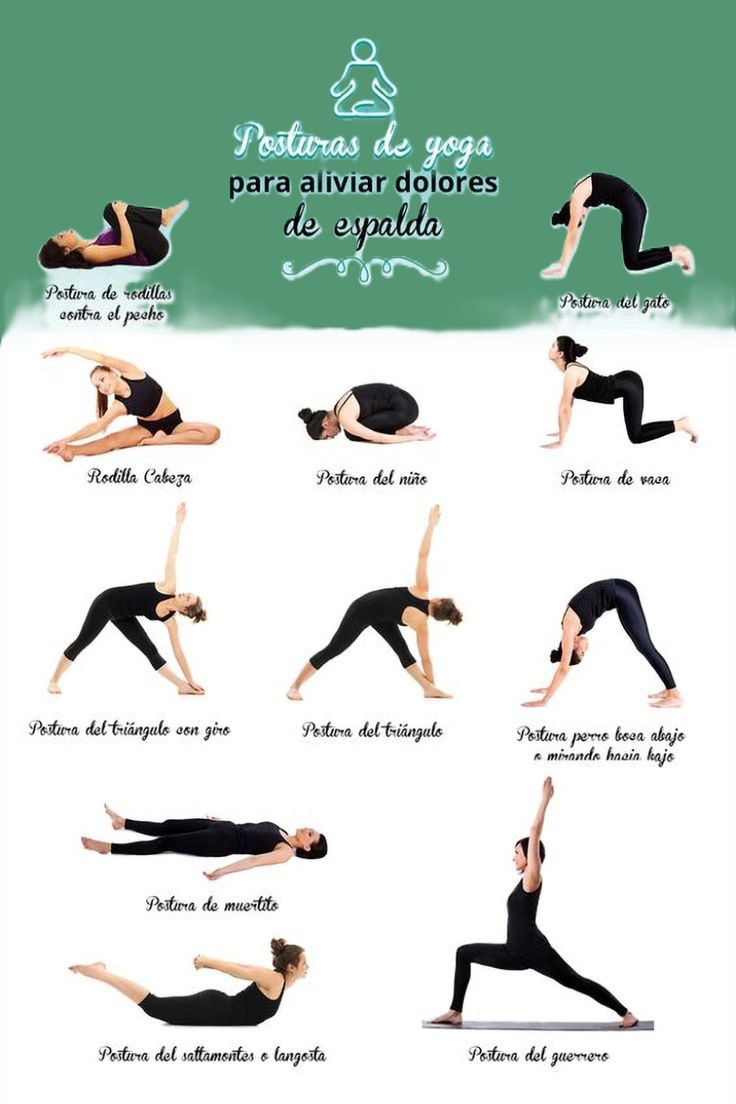 Posturas de yoga
para aliviar dolores
de espalda
Postura de rodillas
contra el pecho
Postura del gato
Rodilla Cabeza
Postura del niño
Postura de vaca
Postura del triángulo con giro
Postura del triángulo
Postura perro boca abajo
o mirando hacia bajo
Postura de muertito
Postura del saltamontes o langosta
Postura del guerrero